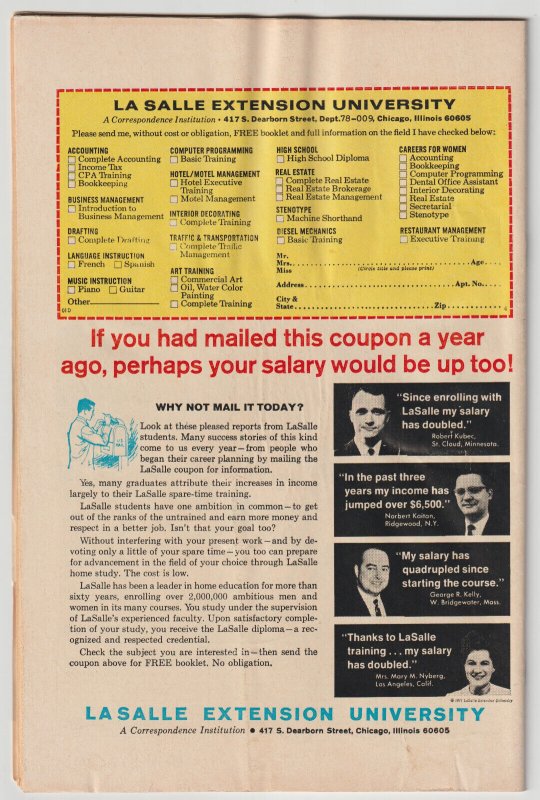 LA SALLE EXTENSION UNIVERSITY
A Correspondence Institution • 417 S. Dearborn Street, Dept. 78-009, Chicago, Illinois 60605
Please send me, without cost or obligation, FREE booklet and full information on the field I have checked below:
ACCOUNTING
Complete Accounting
Income Tax
CPA Training
Bookkeeping
BUSINESS MANAGEMENT
Introduction to
Business Management
DRAFTING
Complete Drafting
LANGUAGE INSTRUCTION
French Spanish
MUSIC INSTRUCTION
Piano Guitar
Other
COMPUTER PROGRAMMING
Basic Training
HOTEL/MOTEL MANAGEMENT
Hotel Executive
Training
Motel Management
INTERIOR DECORATING
Complete Training
TRAFFIC & TRANSPORTATION
Complete Traffic
Management
ART TRAINING
Commercial Art
Oil, Water Color
Painting
Complete Training
HIGH SCHOOL
High School Diploma
REAL ESTATE
Complete Real Estate
Real Estate Brokerage
Real Estate Management
STENOTYPE
Machine Shorthand
DIESEL MECHANICS
Basic Training
CAREERS FOR WOMEN
Accounting
Bookkeeping
Computer Programming
Dental Office Assistant
Interior Decorating
Real Estate
Secretarial
Stenotype
RESTAURANT MANAGEMENT
Executive Training
Mr.
Mrs. Age
Miss (Circle title and please print)
Address Apt. No.
City &
State Zip
If you had mailed this coupon a year
ago, perhaps your salary would be up too!
WHY NOT MAIL IT TODAY?
Look at these pleased reports from LaSalle
students. Many success stories of this kind
come to us every year—from people who
began their career planning by mailing the
LaSalle coupon for information.
Yes, many graduates attribute their increases in income
largely to their LaSalle spare-time training.
LaSalle students have one ambition in common—to get
out of the ranks of the untrained and earn more money and
respect in a better job. Isn't that your goal too?
Without interfering with your present work—and by de-
voting only a little of your spare time—you too can prepare
for advancement in the field of your choice through LaSalle
home study. The cost is low.
LaSalle has been a leader in home education for more than
sixty years, enrolling over 2,000,000 ambitious men and
women in its many courses. You study under the supervision
of LaSalle's experienced faculty. Upon satisfactory comple-
tion of your study, you receive the LaSalle diploma—a rec-
ognized and respected credential.
Check the subject you are interested in—then send the
coupon above for FREE booklet. No obligation.
"Since enrolling with
LaSalle my salary
has doubled."
Robert Kubec,
St. Cloud, Minnesota.
"In the past three
years my income has
jumped over $6,500."
Norbert Kaiton,
Ridgewood, N.Y.
"My salary has
quadrupled since
starting the course."
George R. Kelly,
W. Bridgewater, Mass.
"Thanks to LaSalle
training . . . my salary
has doubled."
Mrs. Mary M. Nyberg,
Los Angeles, Calif.
© 1971 LaSalle Extension University
LASALLE EXTENSION UNIVERSITY
A Correspondence Institution • 417 S. Dearborn Street, Chicago, Illinois 60605